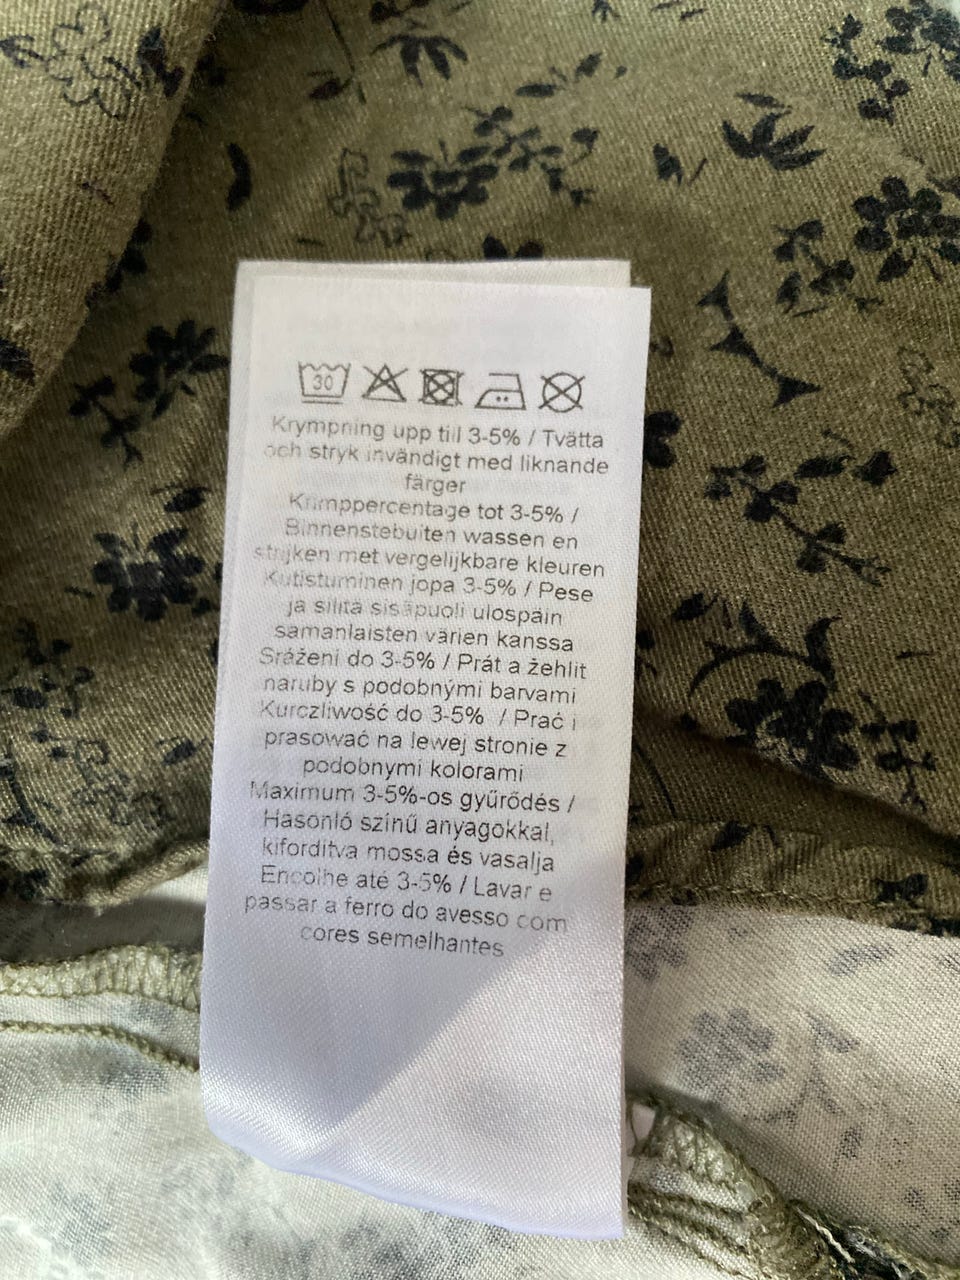 30
Krympning upp till 3-5% / Tvätta
och stryk invändigt med liknande
färger
Krimppercentage tot 3-5% /
Binnenstebuiten wassen en
strijken met vergelijkbare kleuren
Kutistuminen jopa 3-5% / Pese
ja silitä sisäpuoli ulospäin
samanlaisten värien kanssa
Srážení do 3-5% / Prát a žehlit
naruby s podobnými barvami
Kurczliwość do 3-5% / Prać i
prasować na lewej stronie z
podobnymi kolorami
Maximum 3-5%-os gyűrődés /
Hasonló színű anyagokkal,
kifordítva mossa és vasalja
Encolhe até 3-5% / Lavar e
passar a ferro do avesso com
cores semelhantes